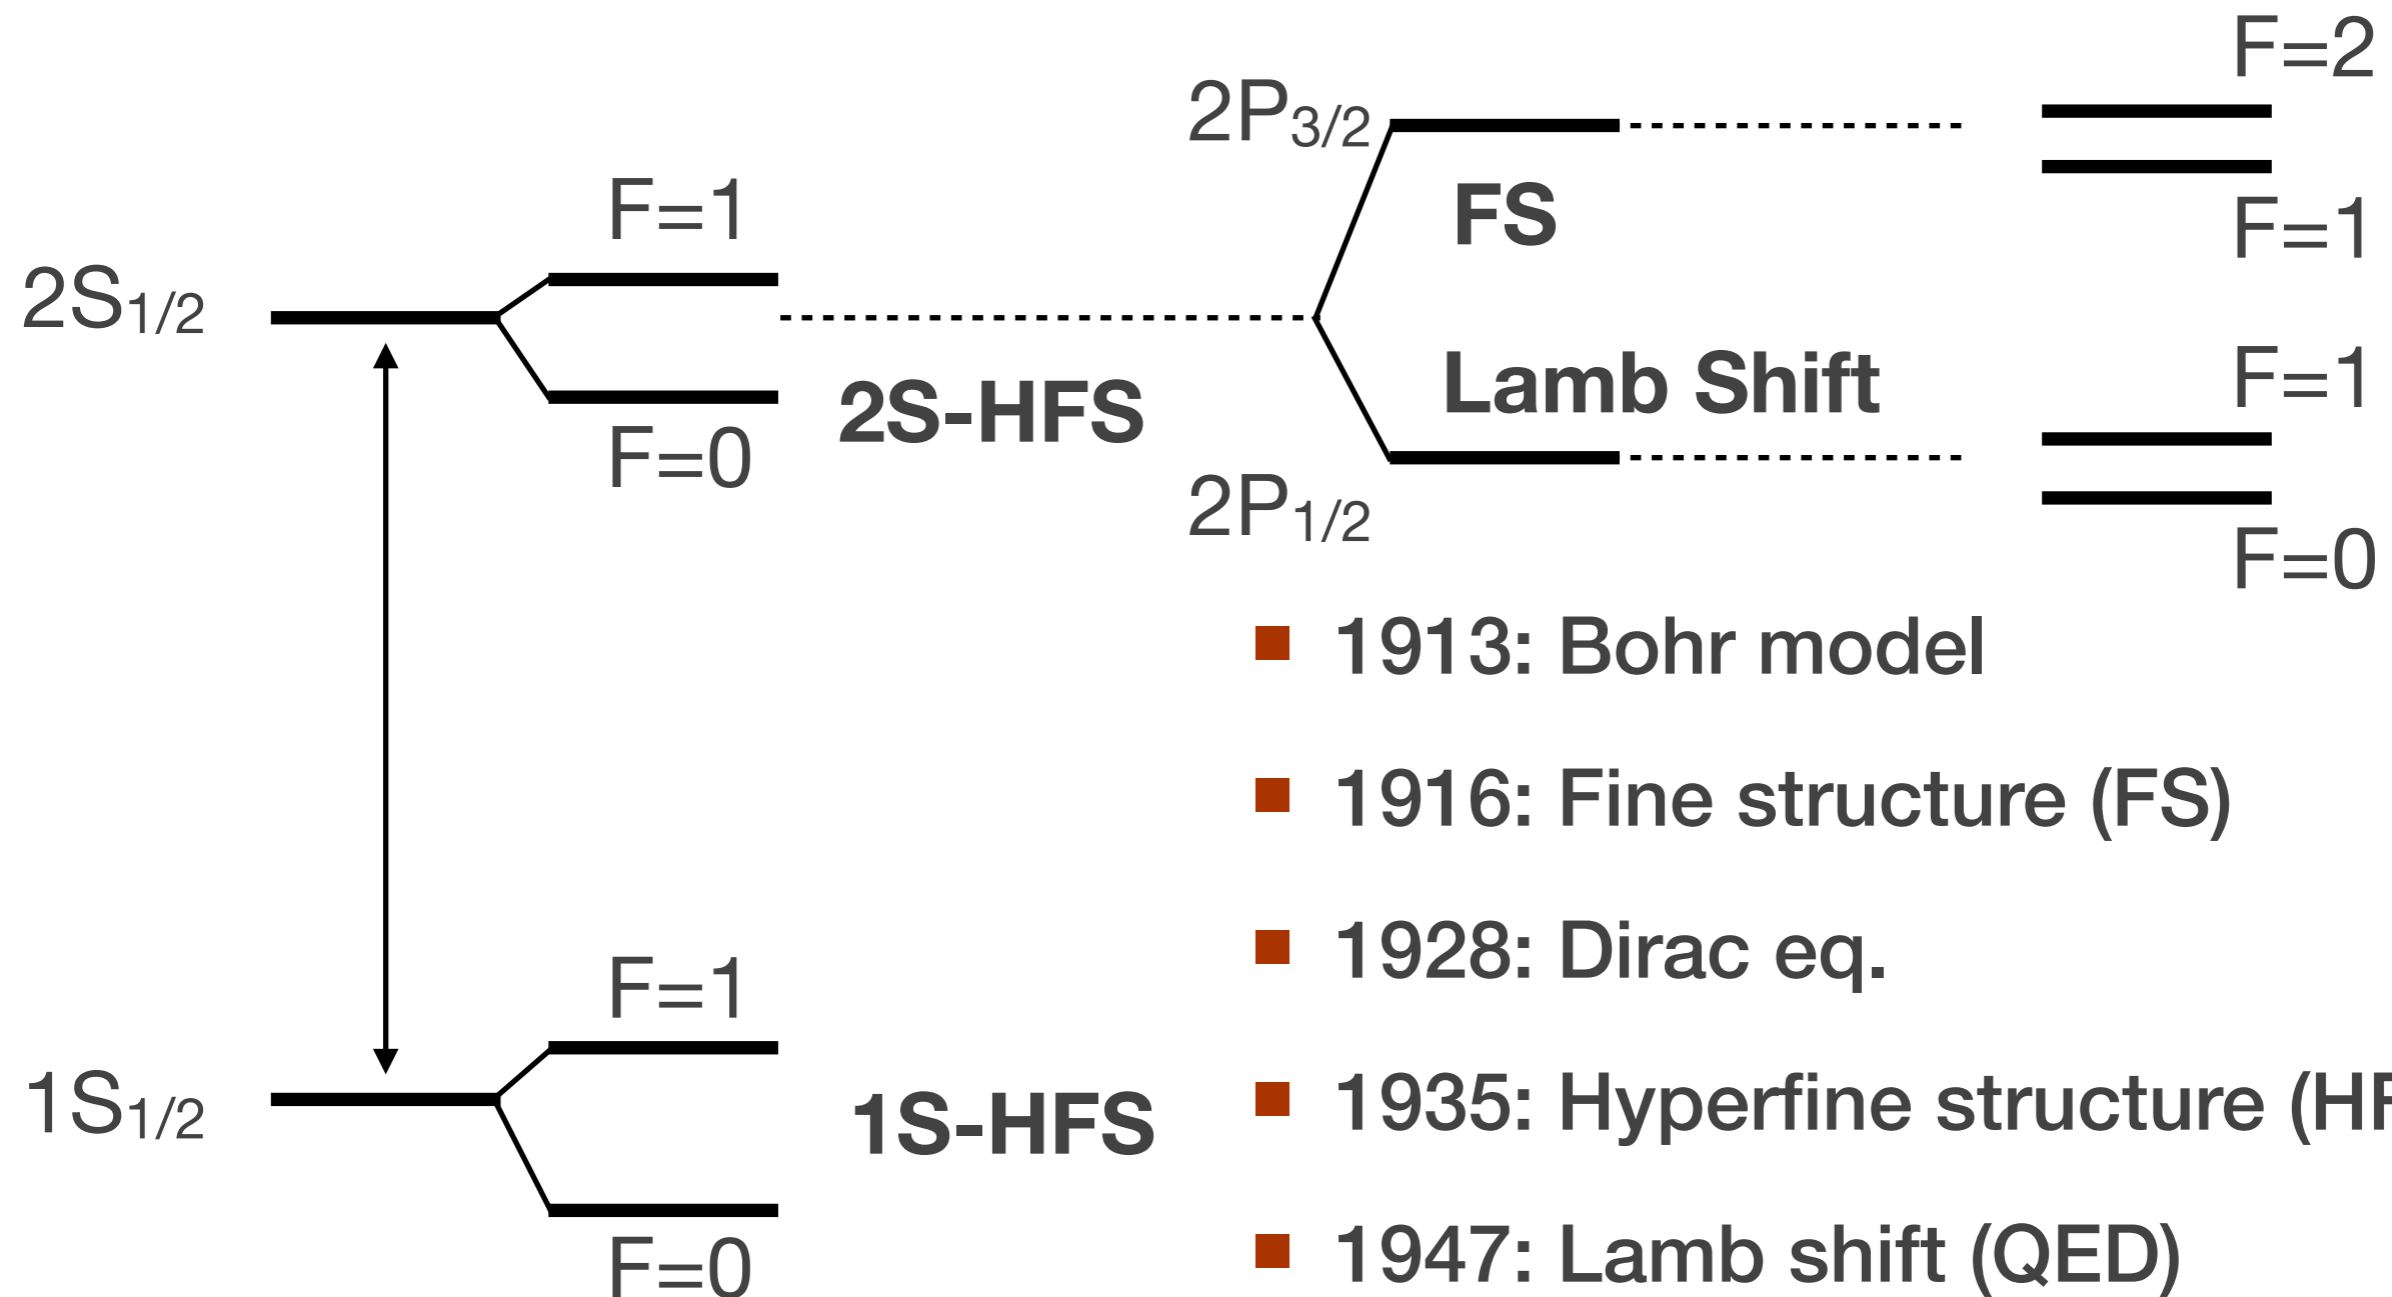 F=2
2P3/2
FS
F=1
F=1
2S1/2
Lamb Shift
F=1
2S-HFS
F=0
2P1/2
F=0
■ 1913: Bohr model
■ 1916: Fine structure (FS)
■ 1928: Dirac eq.
F=1
1S1/2
1S-HFS
■ 1935: Hyperfine structure
F=0
■ 1947: Lamb shift (QED)